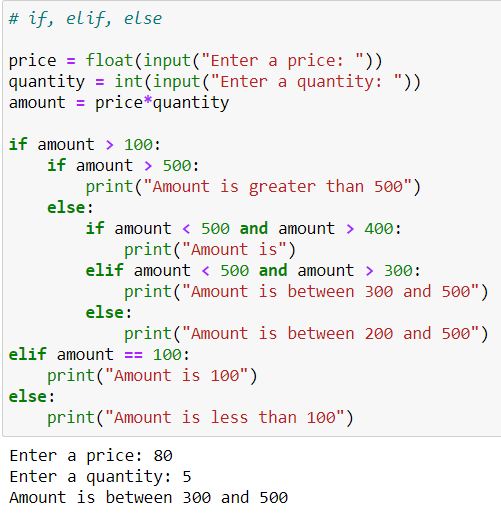 # if, elif, else

price = float(input("Enter a price: "))
quantity = int(input("Enter a quantity: "))
amount = price*quantity

if amount > 100:
    if amount > 500:
        print("Amount is greater than 500")
    else:
        if amount < 500 and amount > 400:
            print("Amount is")
        elif amount < 500 and amount > 300:
            print("Amount is between 300 and 500")
        else:
            print("Amount is between 200 and 500")
elif amount == 100:
    print("Amount is 100")
else:
    print("Amount is less than 100")
Enter a price: 80
Enter a quantity: 5
Amount is between 300 and 500